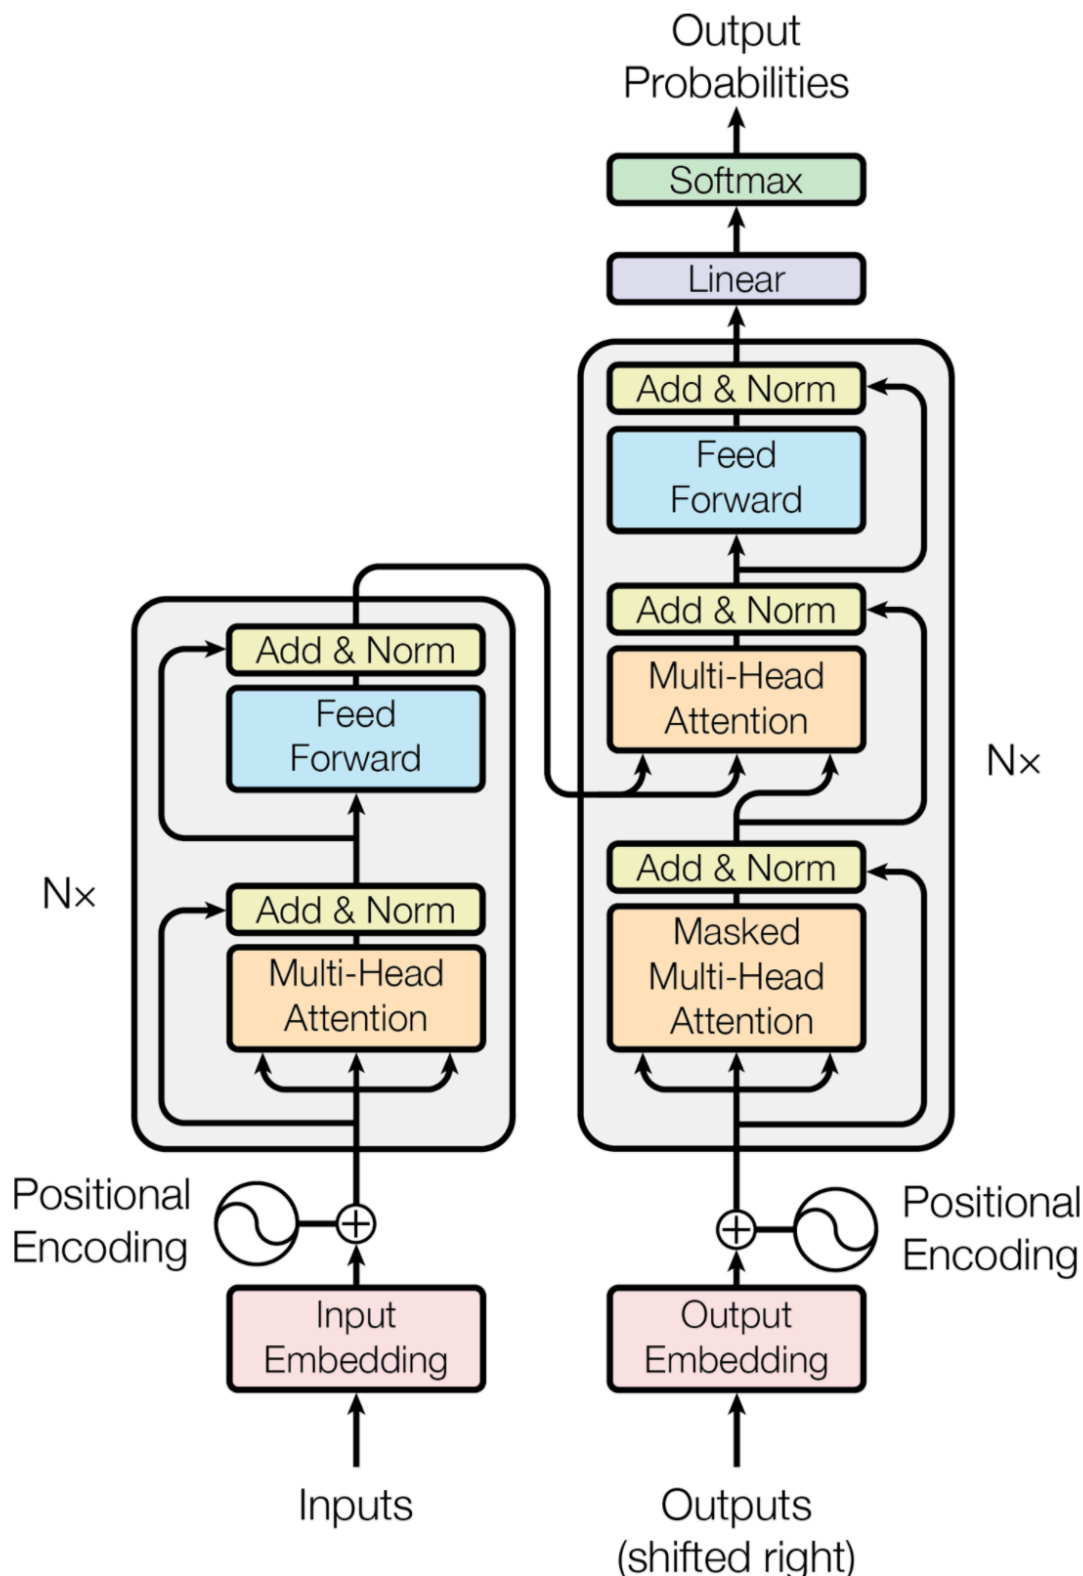 Output
Probabilities
Softmax
Linear
Add & Norm
Feed
Forward
Add & Norm
Multi-Head
Attention
Add & Norm
Masked
Multi-Head
Attention
Nx
Add & Norm
Feed
Forward
Add & Norm
Multi-Head
Attention
Nx
Positional
Encoding
Positional
Encoding
Input
Embedding
Output
Embedding
Inputs
Outputs
(shifted right)